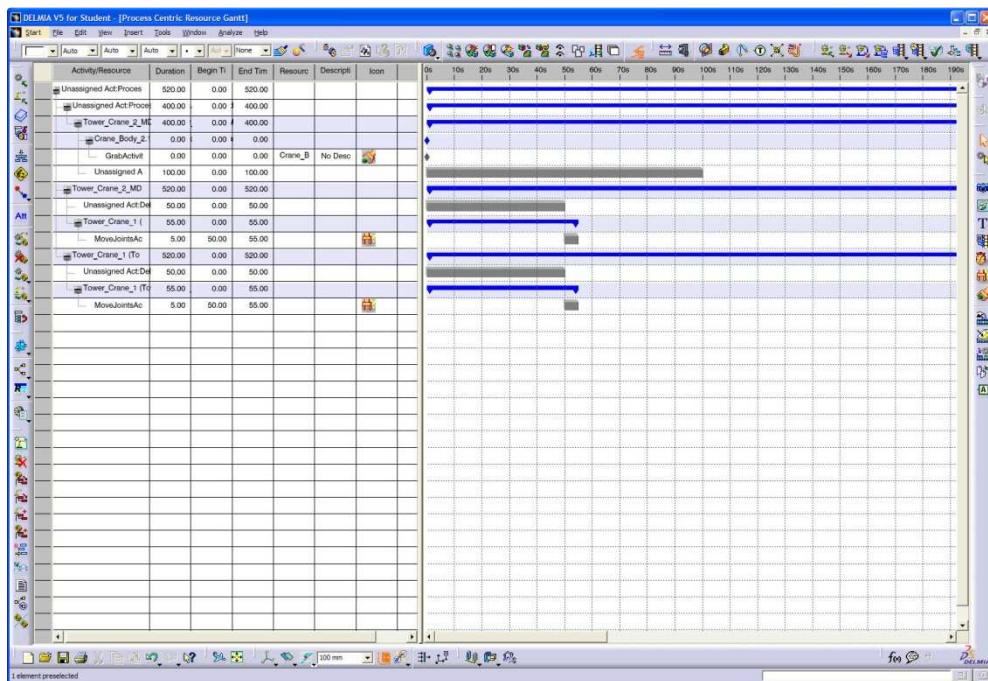 DELMIA V5 for Student - [Process Centric Resource Gantt]
Start File Edit View Insert Tools Window Analyze Help
Auto Auto Auto None
Activity/Resource Duration Begin Ti End Tim Resourc Descripti Icon 0s 10s 20s 30s 40s 50s 60s 70s 80s 90s 100s 110s 120s 130s 140s 150s 160s 170s 180s 190s
Unassigned Act:Proces 520.00 0.00 520.00
Unassigned Act:Proces 400.00 0.00 400.00
Tower_Crane_2_MD 400.00 0.00 400.00
Crane_Body_2. 0.00 0.00 0.00
GrabActivit 0.00 0.00 0.00 Crane_B No Desc
Unassigned A 100.00 0.00 100.00
Tower_Crane_2_MD 520.00 0.00 520.00
Unassigned Act:Del 50.00 0.00 50.00
Tower_Crane_1 ( 55.00 0.00 55.00
MoveJointsAc 5.00 50.00 55.00
Tower_Crane_1 (To 520.00 0.00 520.00
Unassigned Act:Del 50.00 0.00 50.00
Tower_Crane_1 (To 55.00 0.00 55.00
MoveJointsAc 5.00 50.00 55.00
Att
100 mm
f(x)
DELMIA
1 element preselected